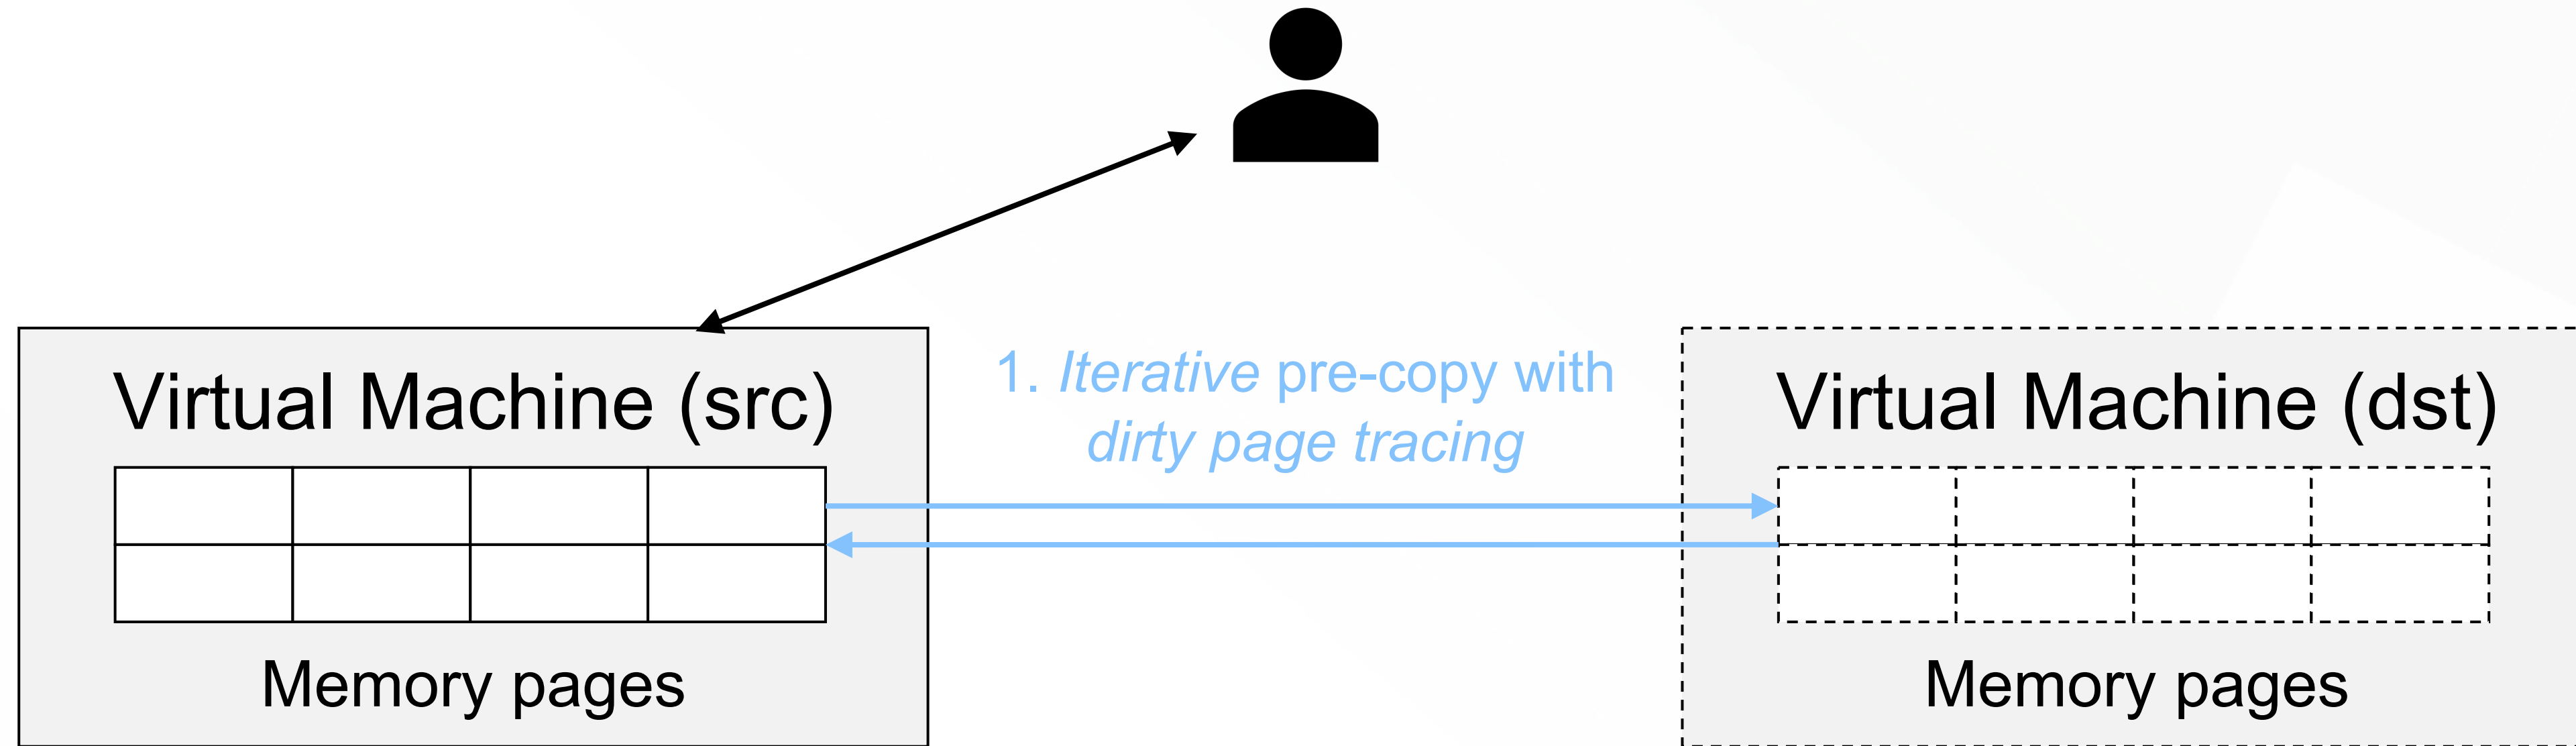 Virtual Machine (src)
Memory pages
1. Iterative pre-copy with
dirty page tracing
Virtual Machine (dst)
Memory pages